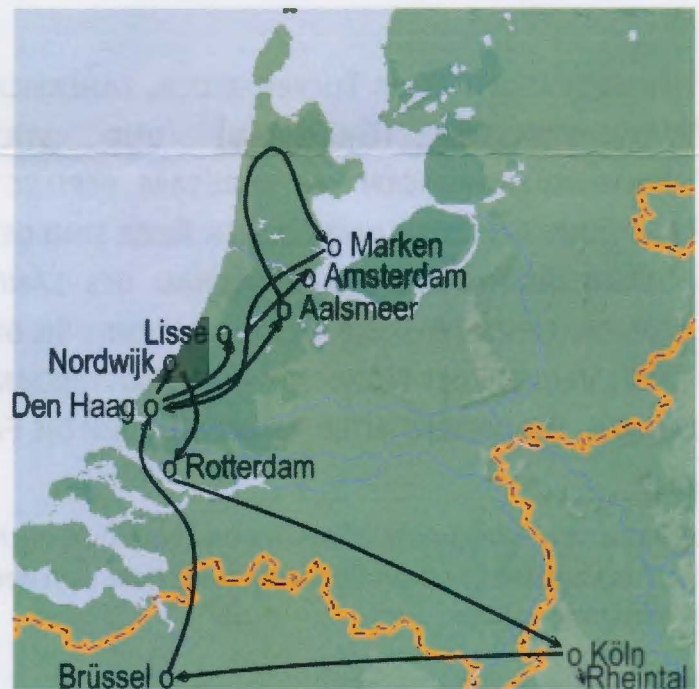 Marken
Amsterdam
Aalsmeer
Lisse
Nordwijk
Den Haag
Rotterdam
Köln
Rheintal
Brüssel